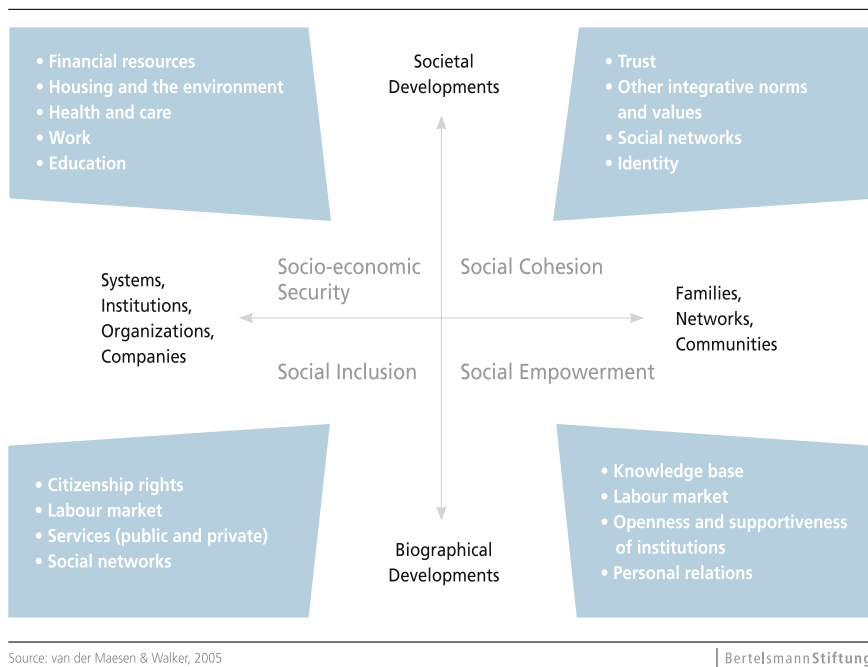 • Financial resources
• Housing and the environment
• Health and care
• Work
• Education
Societal
Developments
• Trust
• Other integrative norms
and values
• Social networks
• Identity
Socio-economic
Security
Social Cohesion
Systems,
Institutions,
Organizations,
Companies
Families,
Networks,
Communities
Social Inclusion
Social Empowerment
• Citizenship rights
• Labour market
• Services (public and private)
• Social networks
Biographical
Developments
• Knowledge base
• Labour market
• Openness and supportiveness
of institutions
• Personal relations
Source: van der Maesen & Walker, 2005
BertelsmannStiftung